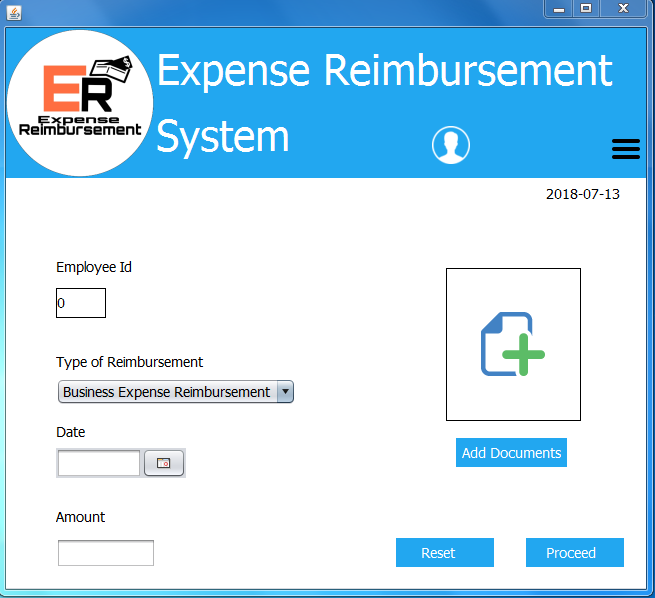 ER
Expense
Reimbursement
Expense Reimbursement
System
2018-07-13
Employee Id
0
Type of Reimbursement
Business Expense Reimbursement
Date
Add Documents
Amount
Reset
Proceed